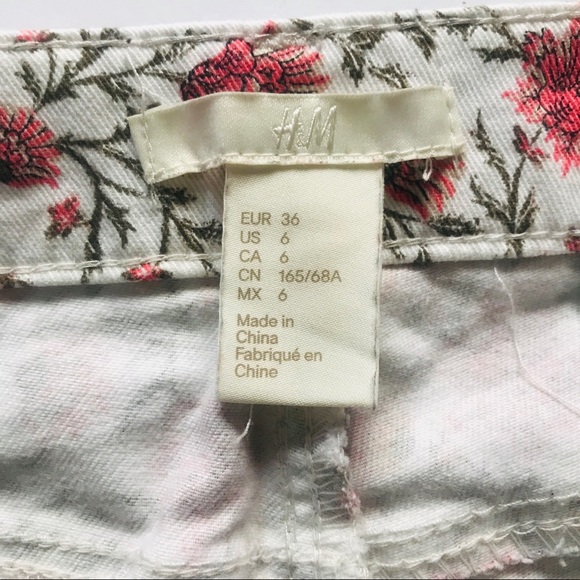 H&M
EUR 36
US 6
CA 6
CN 165/68A
MX 6
Made in
China
Fabriqué en
Chine